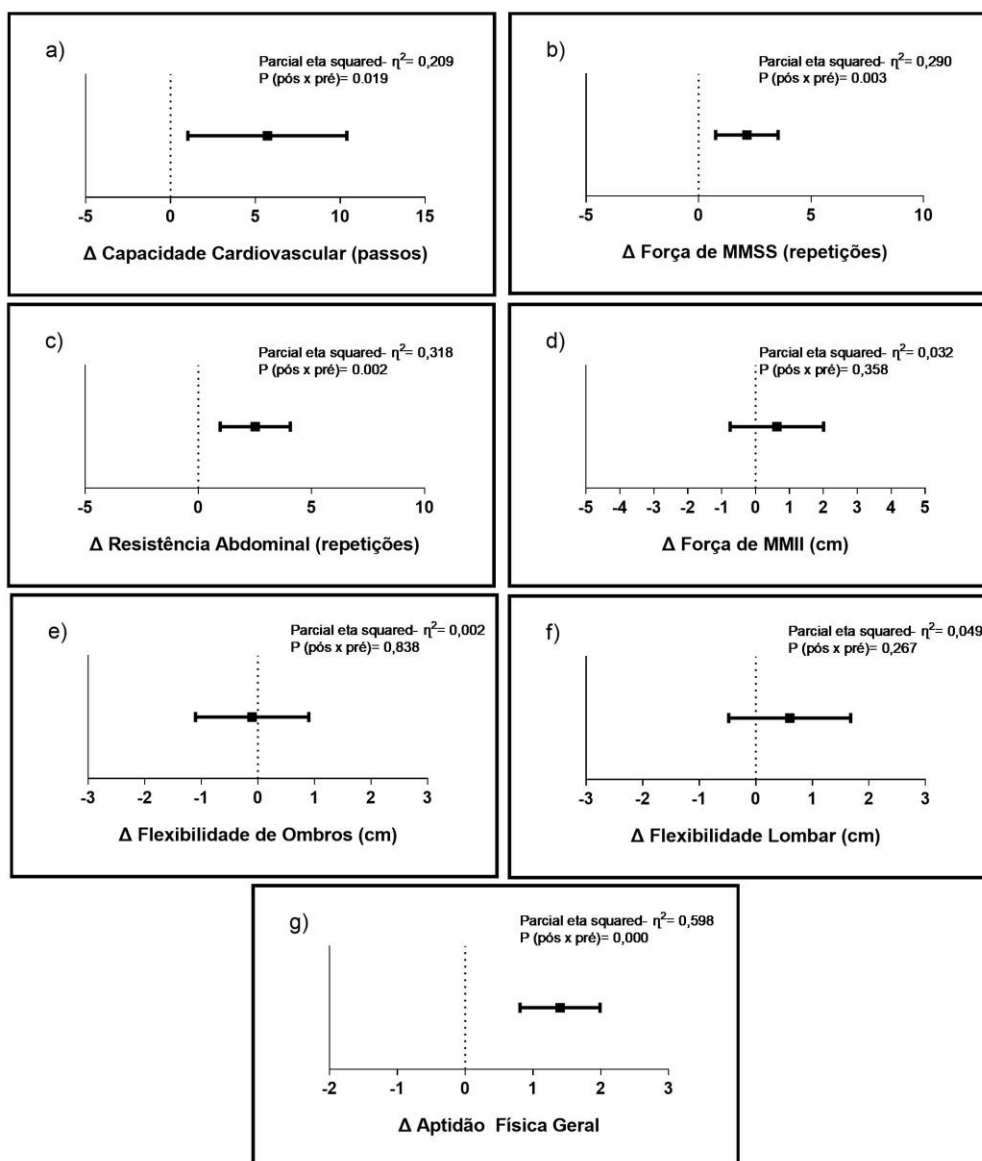 a)
Parcial eta squared- η²= 0,209
P (pós x pré)= 0.019
-5 0 5 10 15
Δ Capacidade Cardiovascular (passos)
b)
Parcial eta squared- η²= 0,290
P (pós x pré)= 0.003
-5 0 5 10
Δ Força de MMSS (repetições)
c)
Parcial eta squared- η²= 0,318
P (pós x pré)= 0.002
-5 0 5 10
Δ Resistência Abdominal (repetições)
d)
Parcial eta squared- η²= 0,032
P (pós x pré)= 0,358
-5 -4 -3 -2 -1 0 1 2 3 4 5
Δ Força de MMII (cm)
e)
Parcial eta squared- η²= 0,002
P (pós x pré)= 0,838
-3 -2 -1 0 1 2 3
Δ Flexibilidade de Ombros (cm)
f)
Parcial eta squared- η²= 0,049
P (pós x pré)= 0,267
-3 -2 -1 0 1 2 3
Δ Flexibilidade Lombar (cm)
g)
Parcial eta squared- η²= 0,598
P (pós x pré)= 0,000
-2 -1 0 1 2 3
Δ Aptidão Física Geral